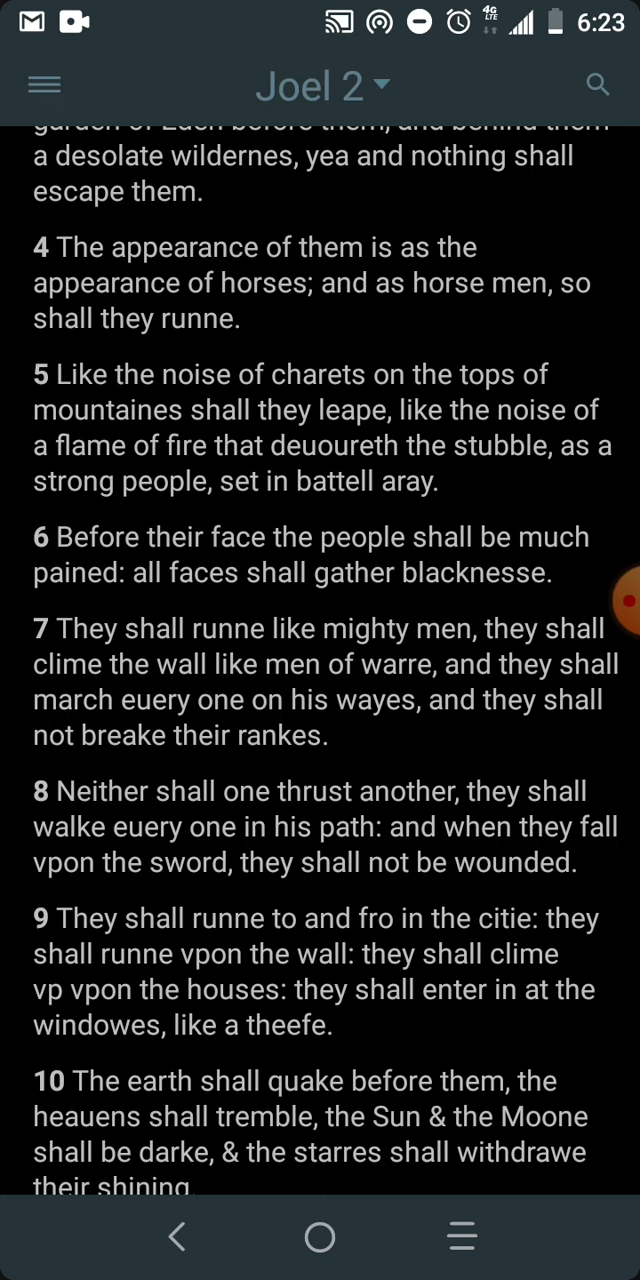 4G
LTE
6:23
Joel 2
garden of Eden before them, and behind them
a desolate wildernes, yea and nothing shall
escape them.
4 The appearance of them is as the
appearance of horses; and as horse men, so
shall they runne.
5 Like the noise of charets on the tops of
mountaines shall they leape, like the noise of
a flame of fire that deuoureth the stubble, as a
strong people, set in battell aray.
6 Before their face the people shall be much
pained: all faces shall gather blacknesse.
7 They shall runne like mighty men, they shall
clime the wall like men of warre, and they shall
march euery one on his wayes, and they shall
not breake their rankes.
8 Neither shall one thrust another, they shall
walke euery one in his path: and when they fall
vpon the sword, they shall not be wounded.
9 They shall runne to and fro in the citie: they
shall runne vpon the wall: they shall clime
vp vpon the houses: they shall enter in at the
windowes, like a theefe.
10 The earth shall quake before them, the
heauens shall tremble, the Sun & the Moone
shall be darke, & the starres shall withdrawe
their shining.